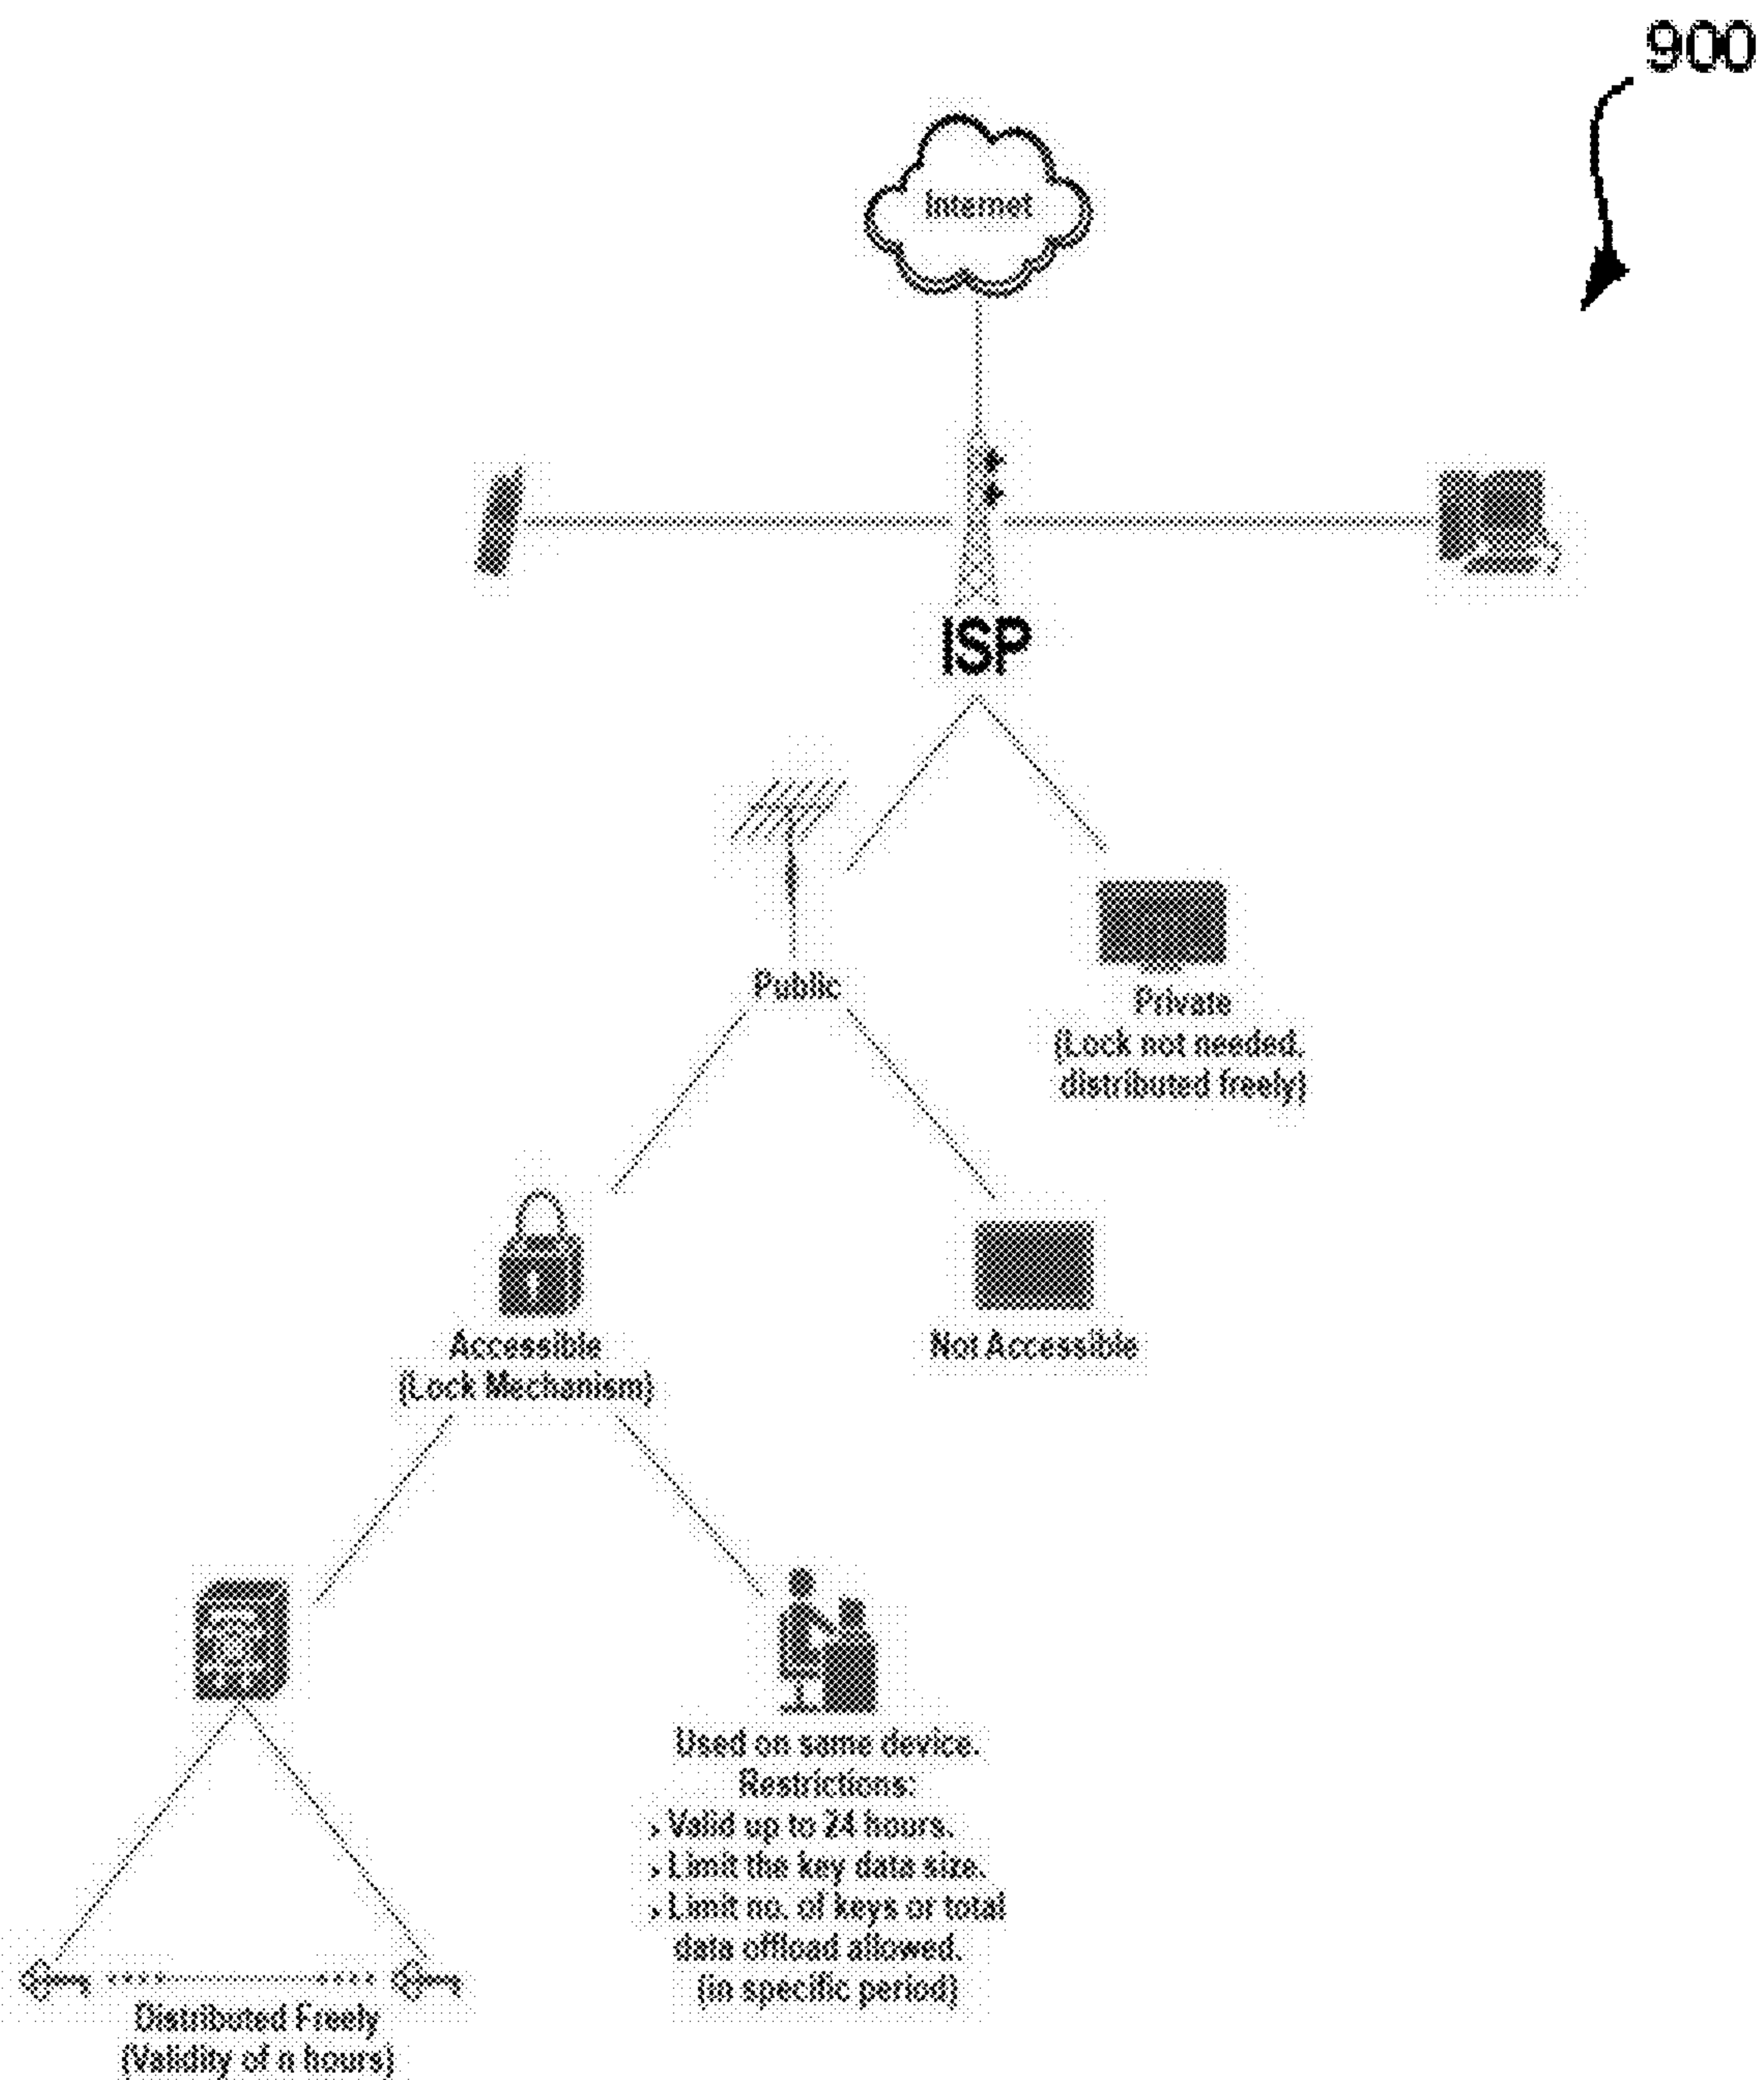 900
Internet
ISP
Public
Private
(Lock not needed,
distributed freely)
Accessible
(Lock Mechanism)
Not Accessible
Used on same device.
Restrictions:
› Valid up to 24 hours.
› Limit the key data size.
› Limit no. of keys or total
data offload allowed.
(in specific period)
Distributed Freely
(Validity of n hours)